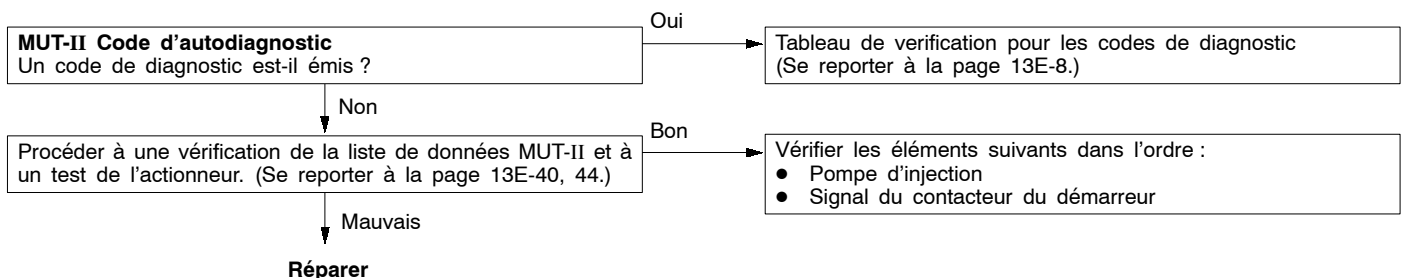 Oui
MUT-II Code d'autodiagnostic
Un code de diagnostic est-il émis ?
Tableau de verification pour les codes de diagnostic
(Se reporter à la page 13E-8.)
Non
Bon
Procéder à une vérification de la liste de données MUT-II et à
un test de l'actionneur. (Se reporter à la page 13E-40, 44.)
Vérifier les éléments suivants dans l'ordre :
● Pompe d'injection
● Signal du contacteur du démarreur
Mauvais
Réparer